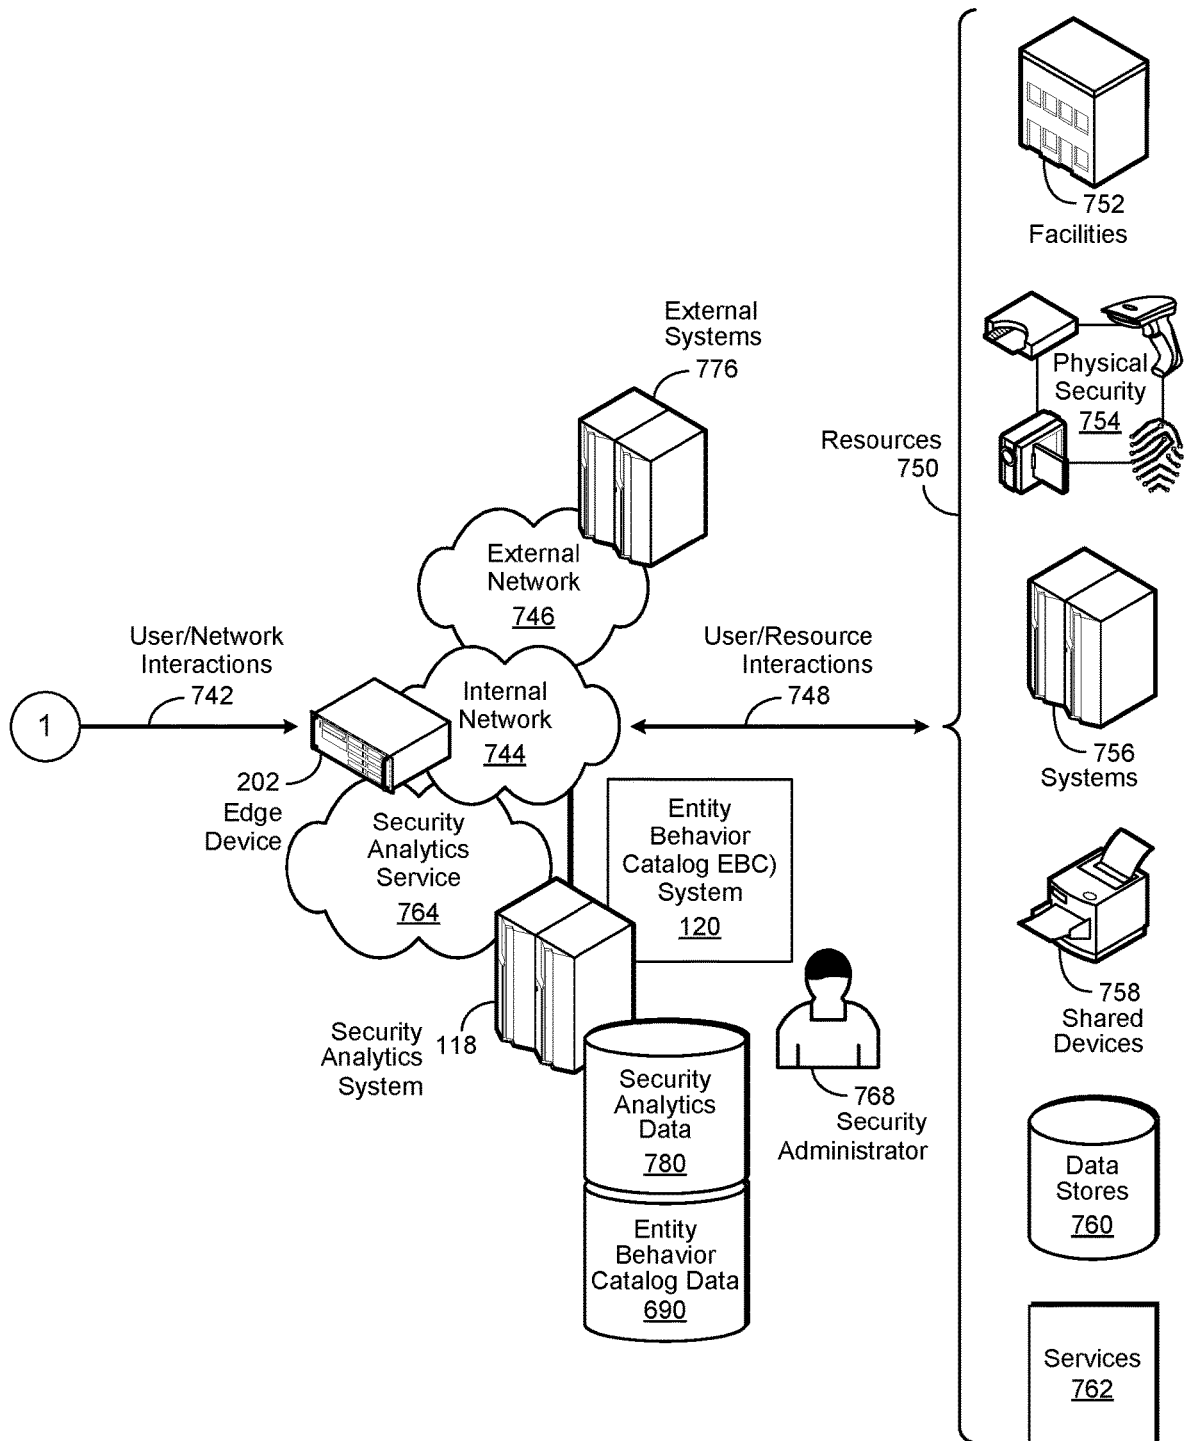 752
Facilities
External
Systems
776
Physical
Security
754
Resources
750
External
Network
746
User/Network
Interactions
742
User/Resource
Interactions
748
1
Internal
Network
744
756
Systems
202
Edge
Device
Security
Analytics
Service
764
Entity
Behavior
Catalog EBC)
System
120
758
Shared
Devices
Security
Analytics
System
118
Security
Analytics
Data
780
768
Security
Administrator
Data
Stores
760
Entity
Behavior
Catalog Data
690
Services
762